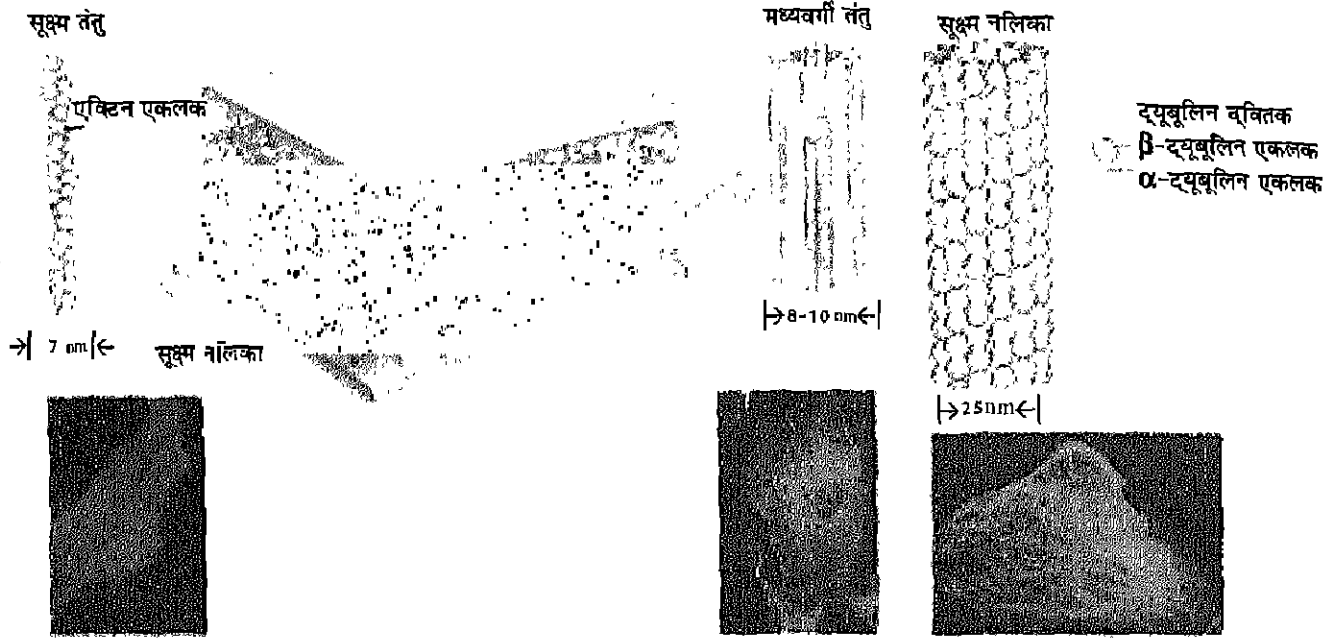 सूक्ष्म तंतु
एक्टिन एकलक
→| 7 nm |←
सूक्ष्म नलिका
मध्यवर्गी तंतु
→|8-10 nm|←
सूक्ष्म नलिका
|→25nm←|
ट्यूबूलिन द्वितक
β-ट्यूबूलिन एकलक
α-ट्यूबूलिन एकलक